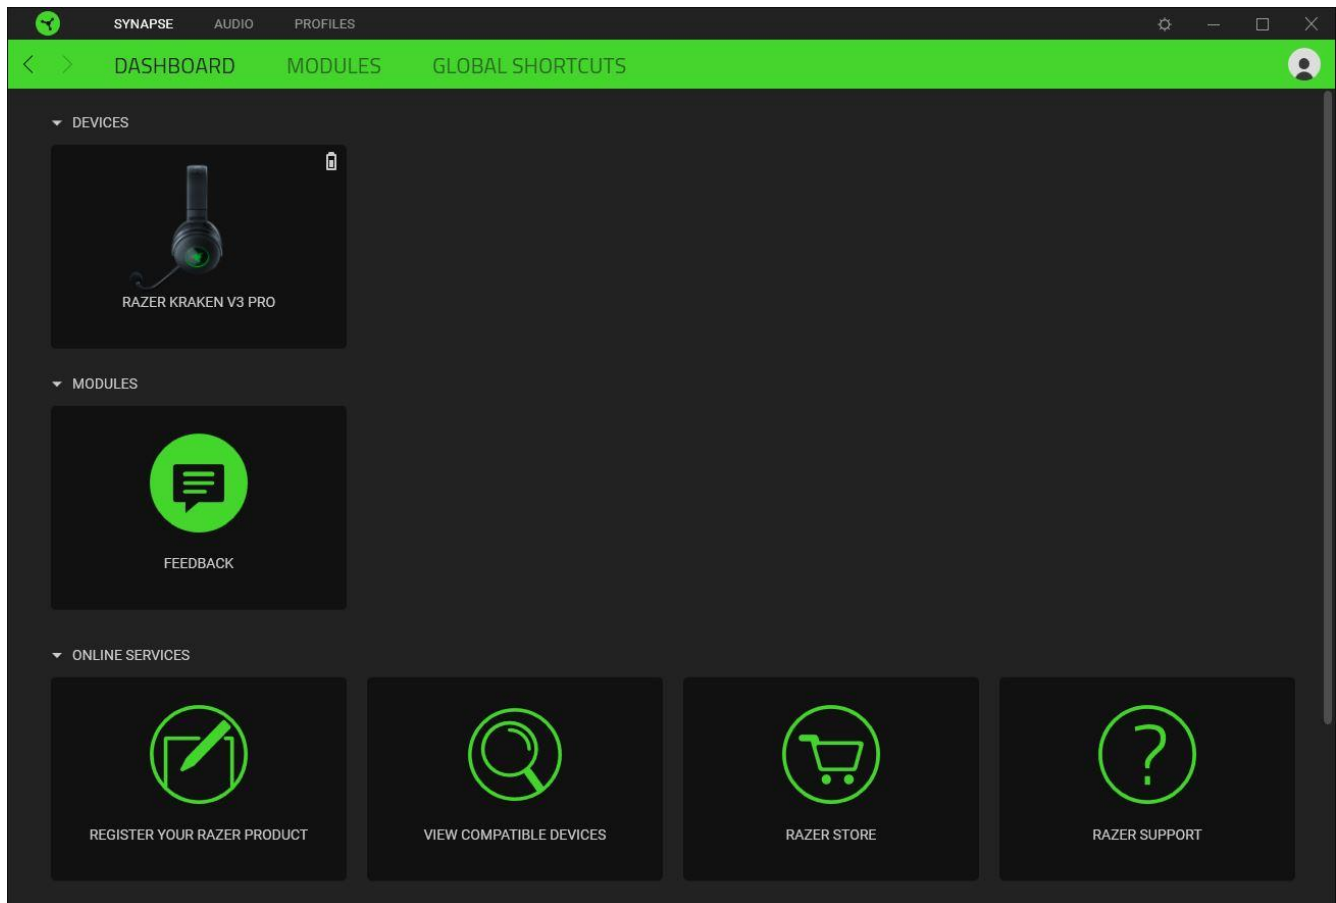 SYNAPSE AUDIO PROFILES
DASHBOARD MODULES GLOBAL SHORTCUTS
DEVICES
RAZER KRAKEN V3 PRO
MODULES
FEEDBACK
ONLINE SERVICES
REGISTER YOUR RAZER PRODUCT VIEW COMPATIBLE DEVICES RAZER STORE RAZER SUPPORT